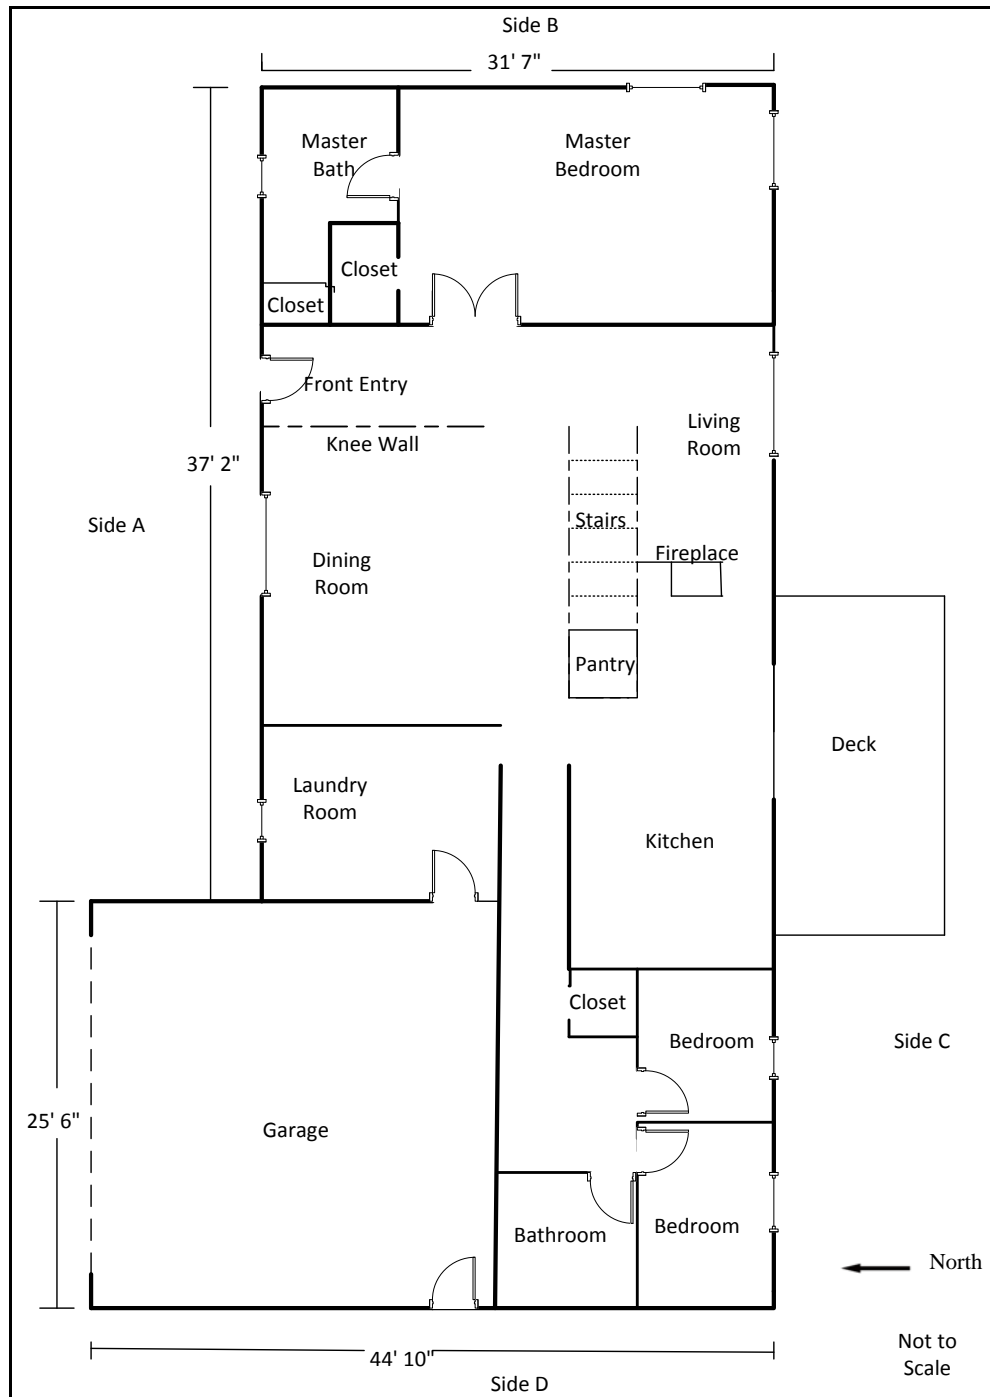 Side B
31' 7"
Master
Bath
Master
Bedroom
Closet
Closet
Front Entry
Knee Wall
Living
Room
37' 2"
Side A
Stairs
Fireplace
Dining
Room
Pantry
Deck
Laundry
Room
Kitchen
Closet
Bedroom
Side C
25' 6"
Garage
Bathroom
Bedroom
North
44' 10"
Side D
Not to
Scale